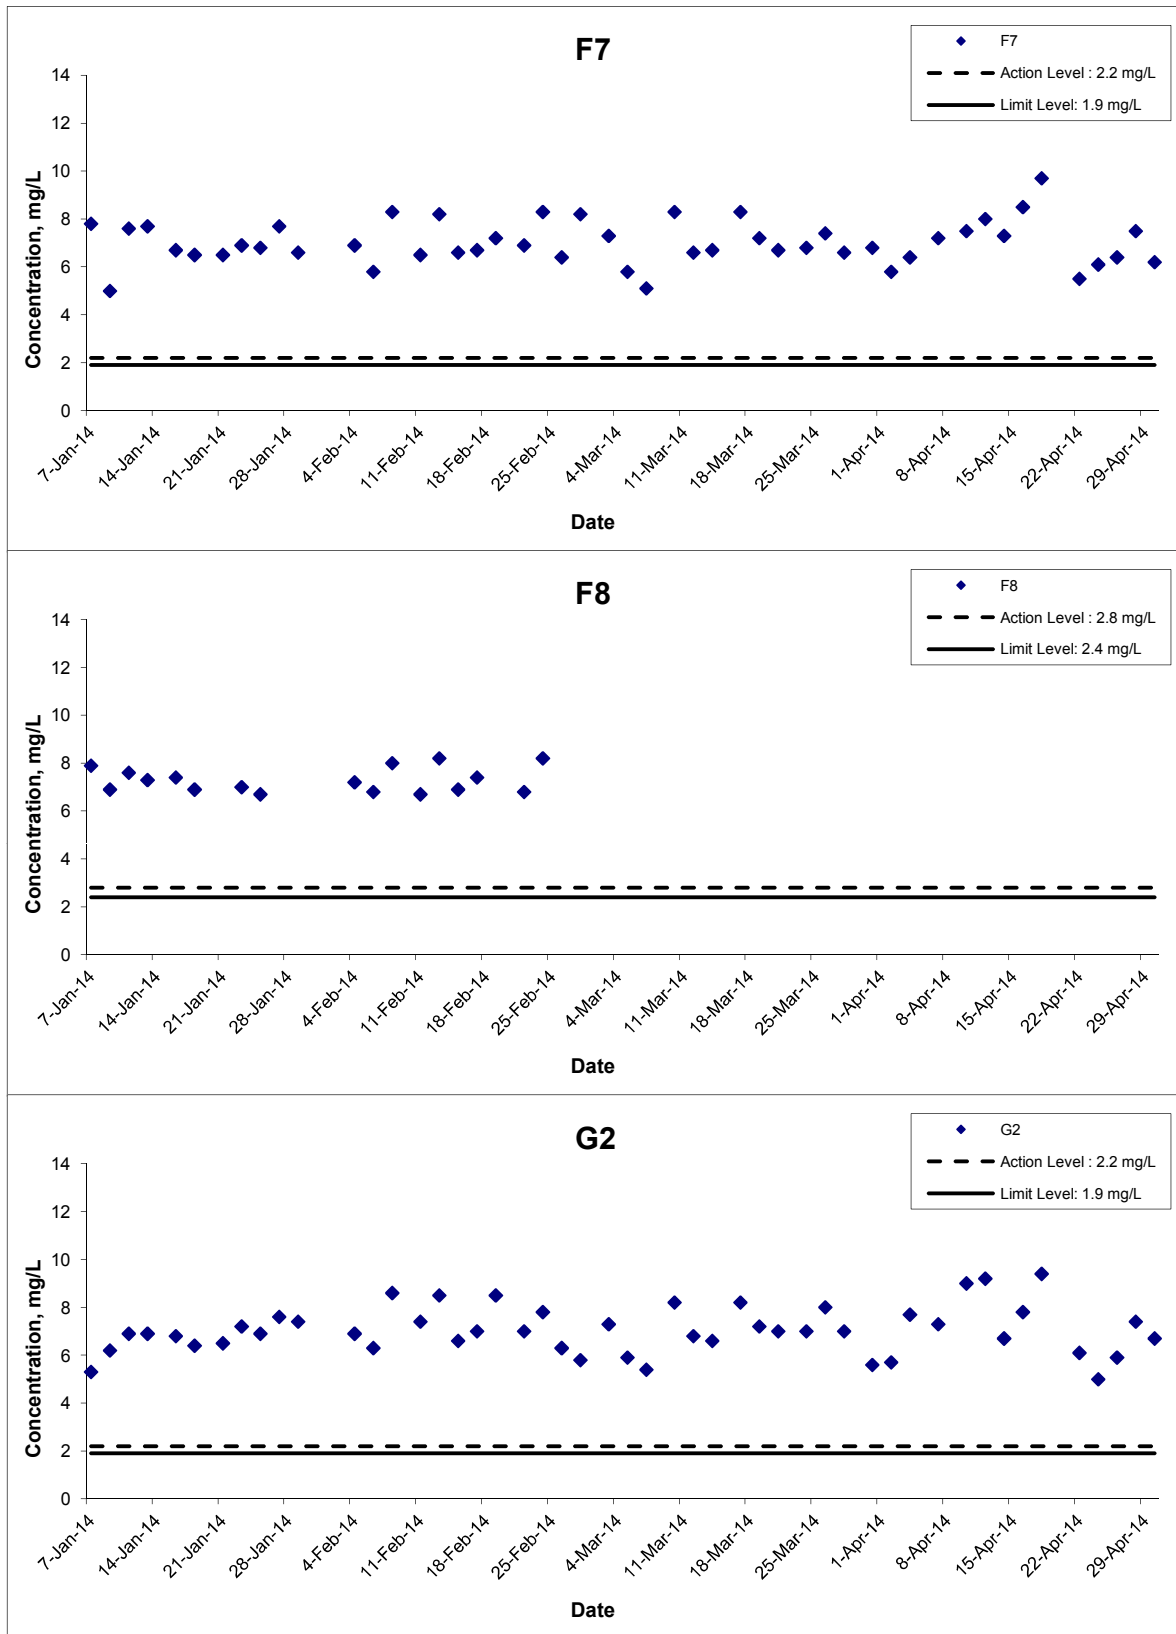 F7
F7
Action Level : 2.2 mg/L
Limit Level: 1.9 mg/L
Concentration, mg/L
14
12
10
8
6
4
2
0
7-Jan-14
14-Jan-14
21-Jan-14
28-Jan-14
4-Feb-14
11-Feb-14
18-Feb-14
25-Feb-14
4-Mar-14
11-Mar-14
18-Mar-14
25-Mar-14
1-Apr-14
8-Apr-14
15-Apr-14
22-Apr-14
29-Apr-14
Date
F8
F8
Action Level : 2.8 mg/L
Limit Level: 2.4 mg/L
Concentration, mg/L
14
12
10
8
6
4
2
0
7-Jan-14
14-Jan-14
21-Jan-14
28-Jan-14
4-Feb-14
11-Feb-14
18-Feb-14
25-Feb-14
4-Mar-14
11-Mar-14
18-Mar-14
25-Mar-14
1-Apr-14
8-Apr-14
15-Apr-14
22-Apr-14
29-Apr-14
Date
G2
G2
Action Level : 2.2 mg/L
Limit Level: 1.9 mg/L
Concentration, mg/L
14
12
10
8
6
4
2
0
7-Jan-14
14-Jan-14
21-Jan-14
28-Jan-14
4-Feb-14
11-Feb-14
18-Feb-14
25-Feb-14
4-Mar-14
11-Mar-14
18-Mar-14
25-Mar-14
1-Apr-14
8-Apr-14
15-Apr-14
22-Apr-14
29-Apr-14
Date